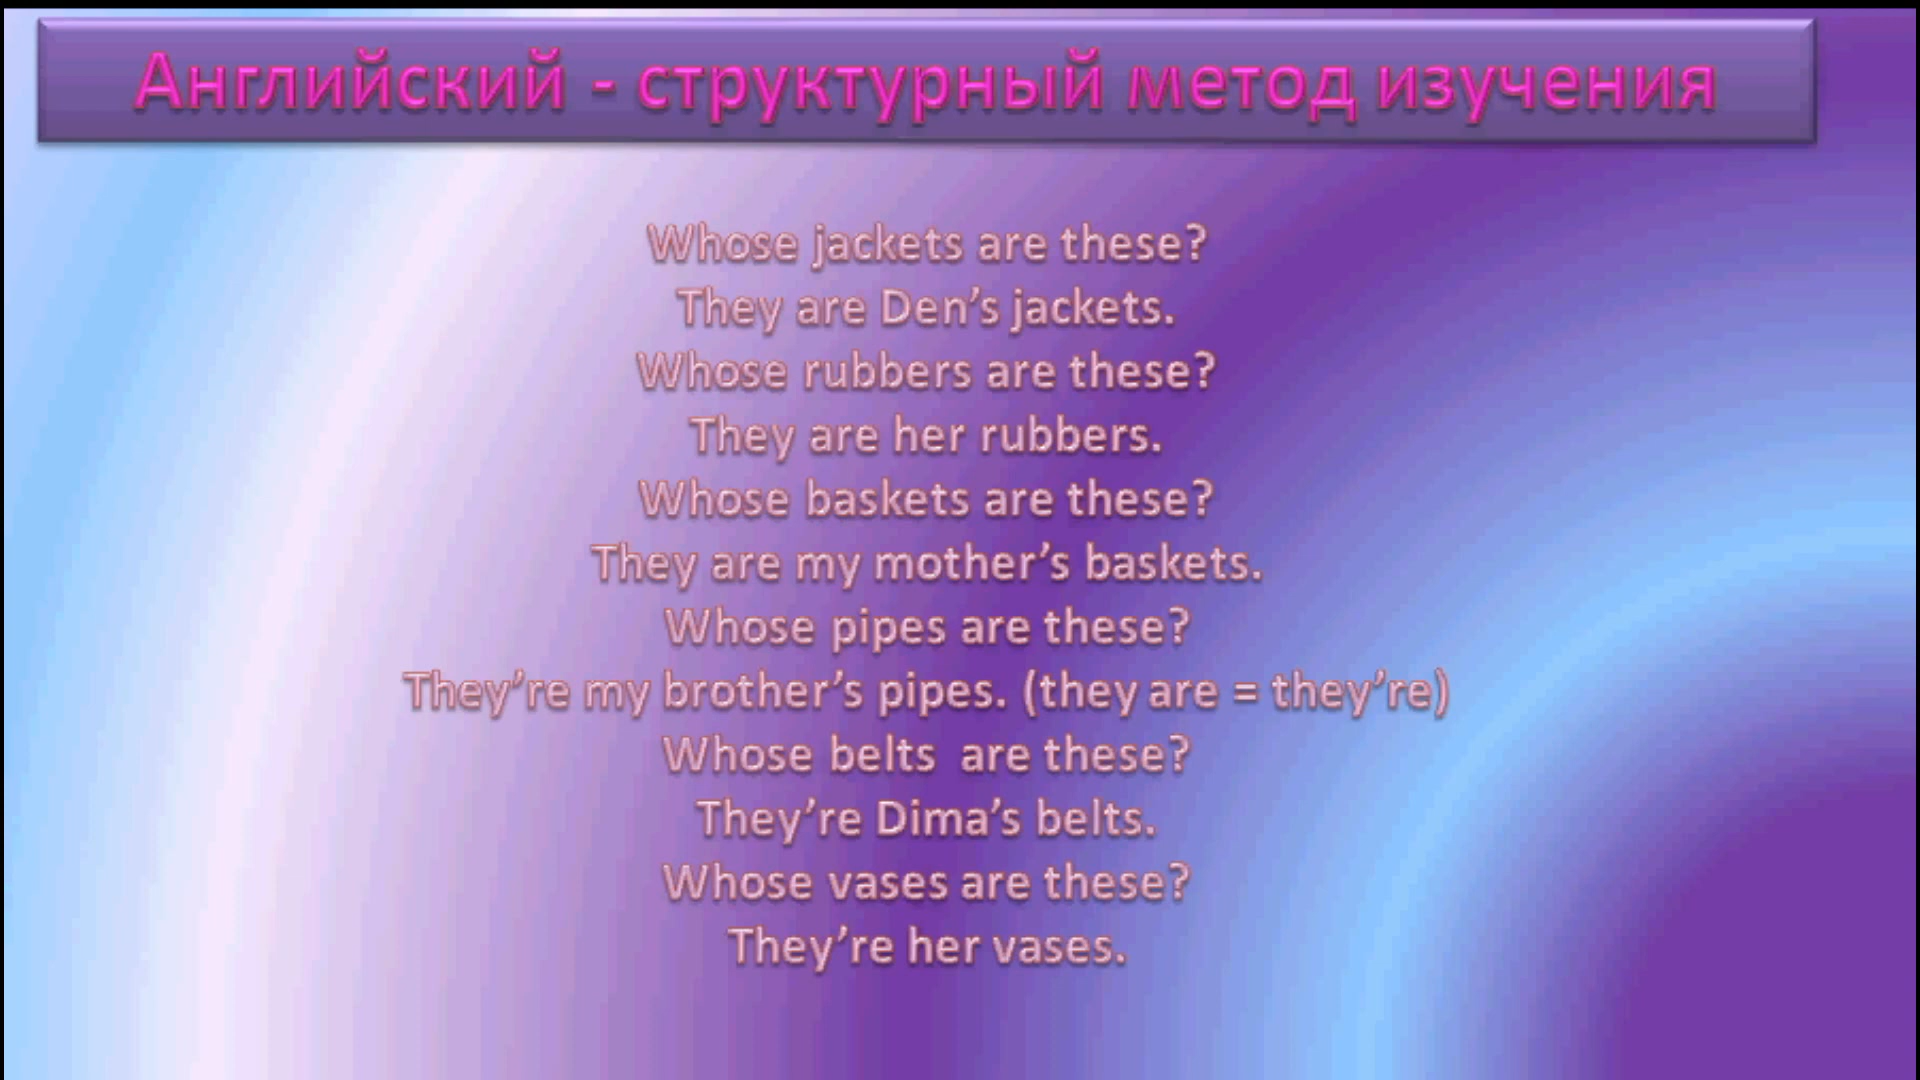 Английский - структурный метод изучения
Whose jackets are these?
They are Den’s jackets.
Whose rubbers are these?
They are her rubbers.
Whose baskets are these?
They are my mother’s baskets.
Whose pipes are these?
They’re my brother’s pipes. (they are = they’re)
Whose belts  are these?
They’re Dima’s belts.
Whose vases are these?
They’re her vases.